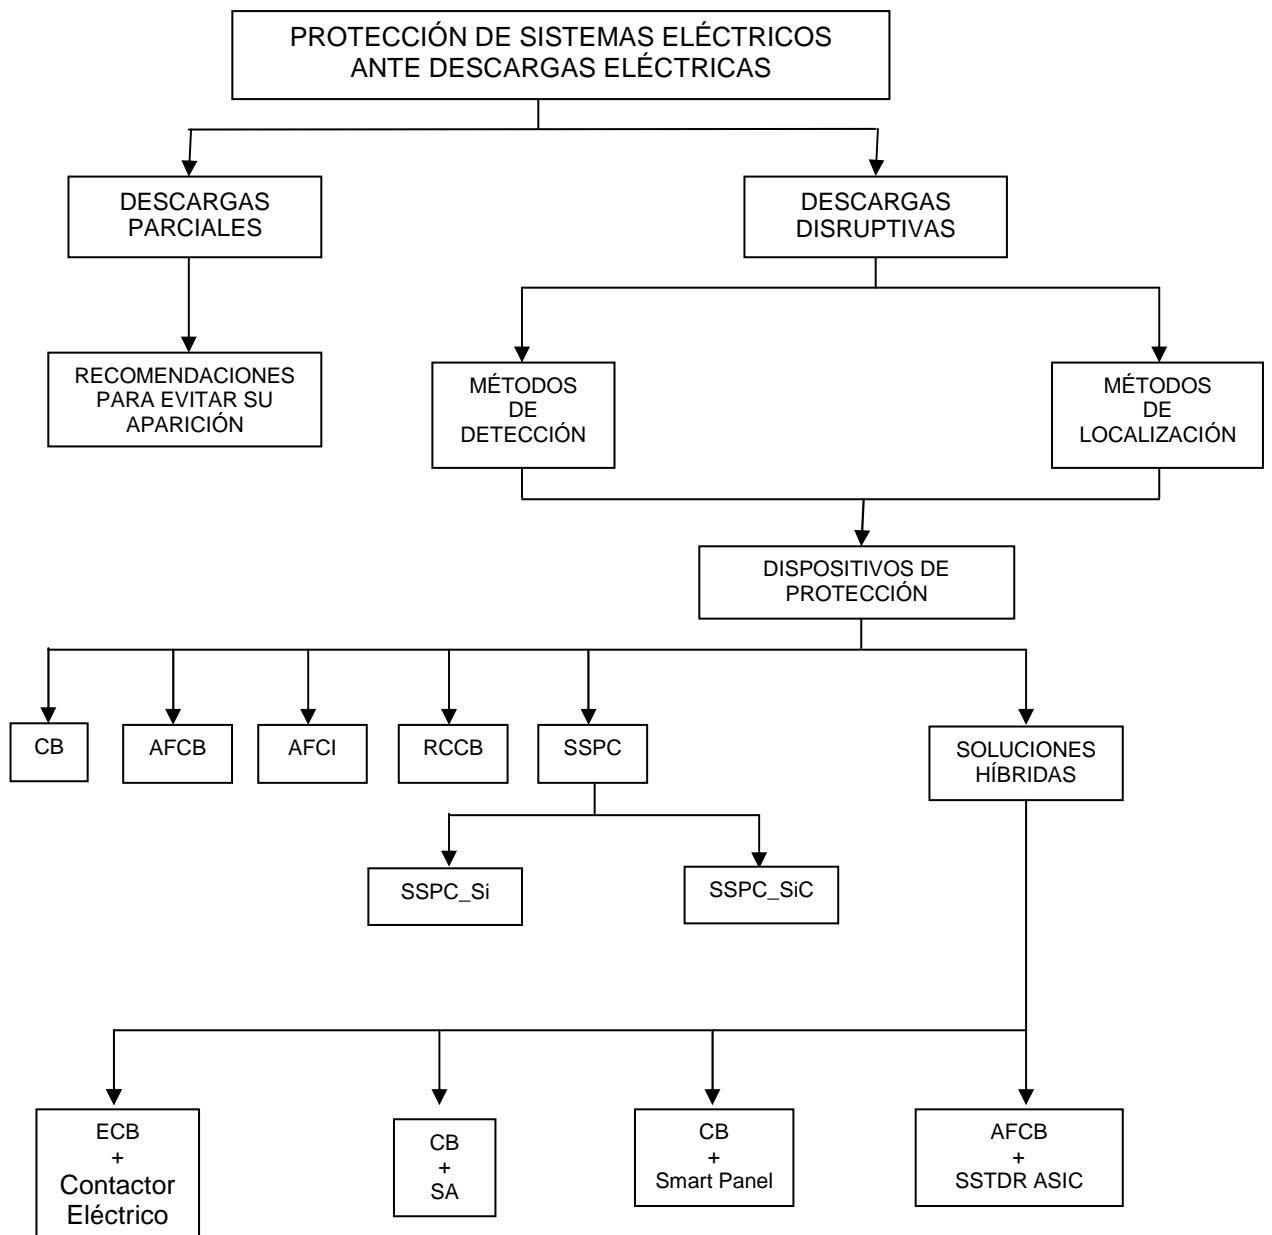 PROTECCIÓN DE SISTEMAS ELÉCTRICOS
ANTE DESCARGAS ELÉCTRICAS
DESCARGAS
PARCIALES
DESCARGAS
DISRUPTIVAS
RECOMENDACIONES
PARA EVITAR SU
APARICIÓN
MÉTODOS
DE
DETECCIÓN
MÉTODOS
DE
LOCALIZACIÓN
DISPOSITIVOS DE
PROTECCIÓN
CB
AFCB
AFCI
RCCB
SSPC
SOLUCIONES
HÍBRIDAS
SSPC_Si
SSPC_SiC
ECB
+
Contactor
Eléctrico
CB
+
SA
CB
+
Smart Panel
AFCB
+
SSTDR ASIC